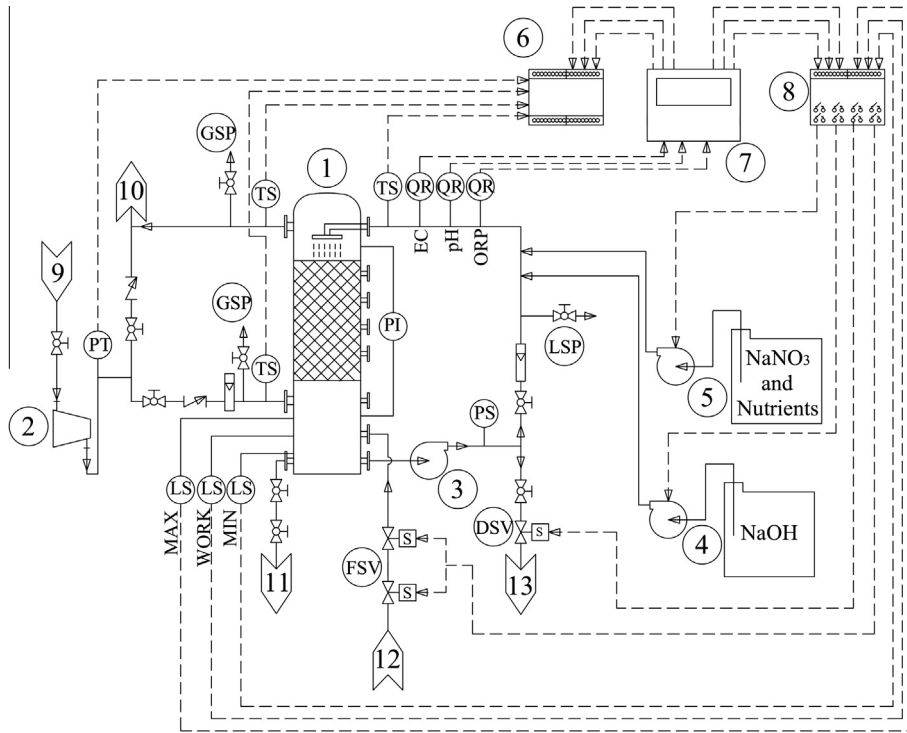 6
7
8
GSP
1
10
TS
TS
QR
QR
QR
EC
pH
ORP
9
GSP
PI
PT
LSP
TS
NaNO3
and
Nutrients
5
2
PS
3
LS
LS
LS
MAX
WORK
MIN
DSV
S
S
4
NaOH
FSV
S
11
13
12